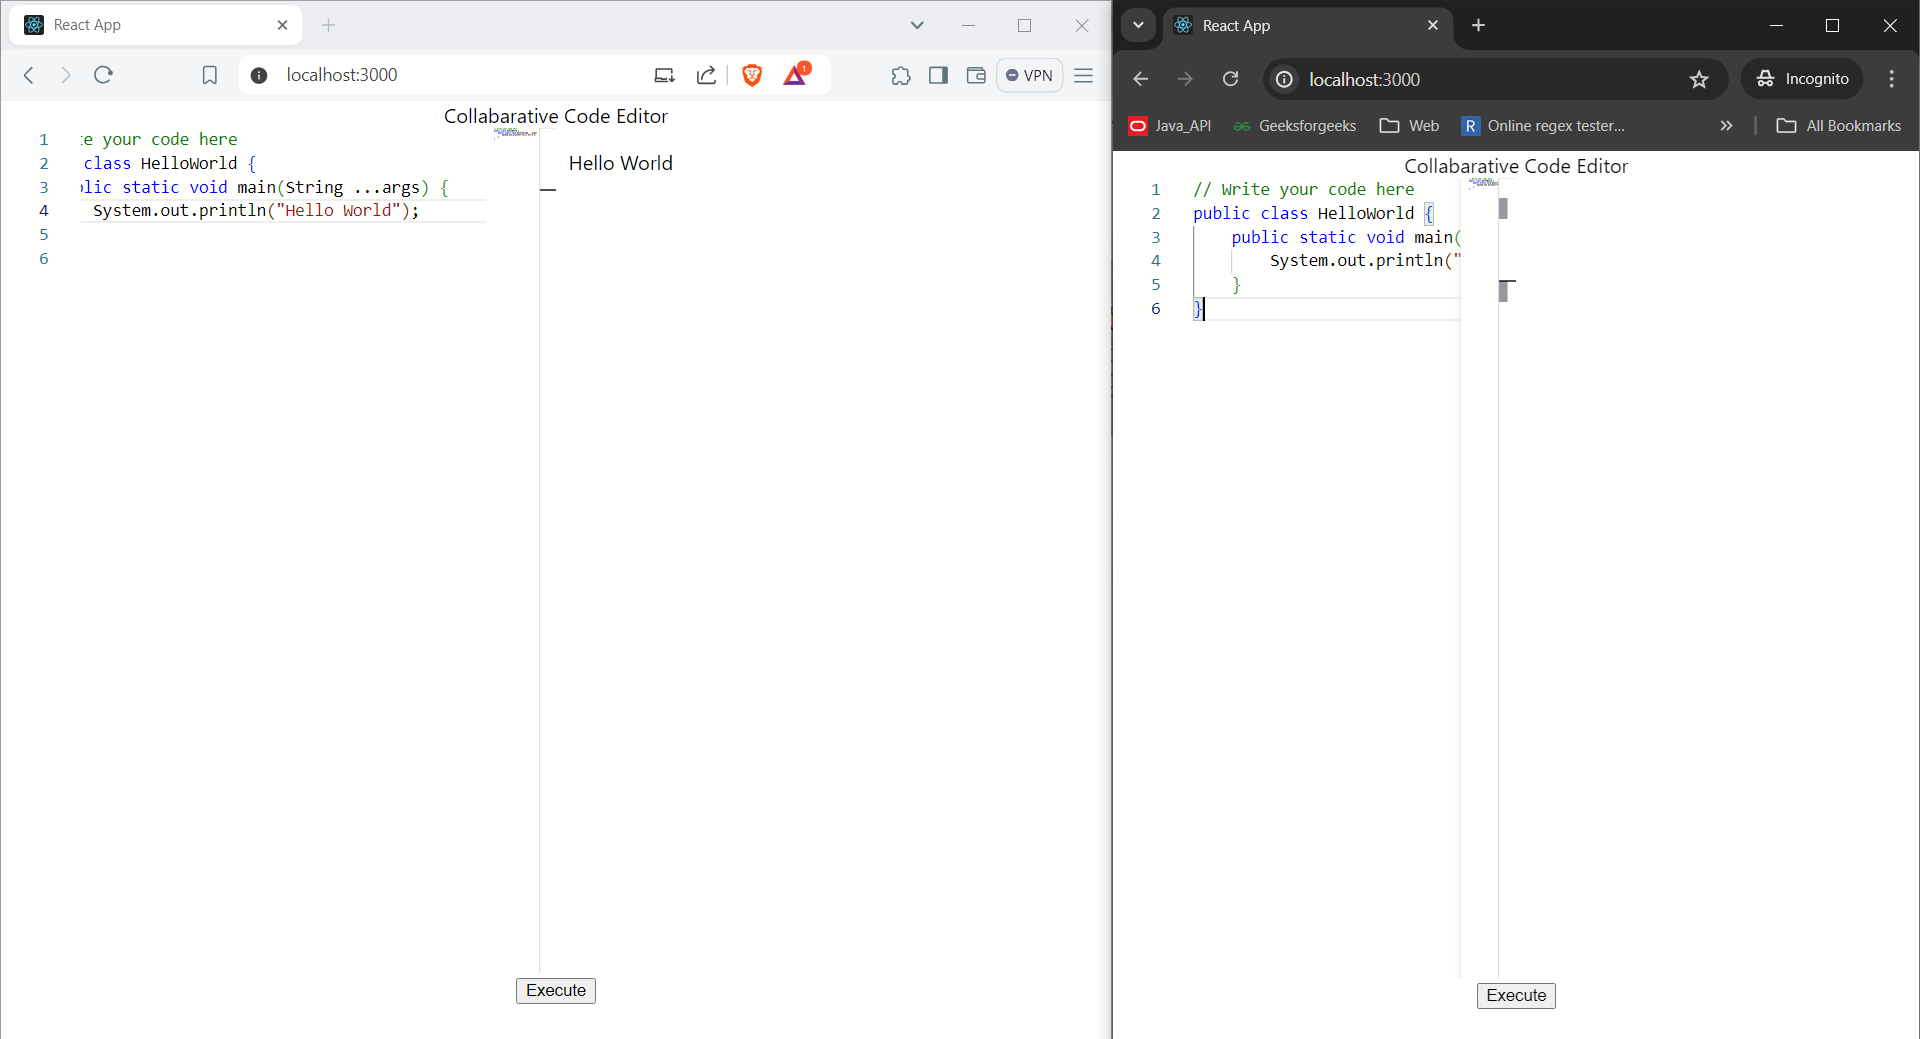 React App
localhost:3000
1
VPN
Collabarative Code Editor
1 te your code here
2 class HelloWorld {
3 blic static void main(String ...args) {
4 System.out.println("Hello World");
5
6
Hello World
Execute
React App
localhost:3000
Incognito
Java_API
Geeksforgeeks
Web
R
Online regex tester...
All Bookmarks
Collabarative Code Editor
1 // Write your code here
2 public class HelloWorld {
3 public static void main(
4 System.out.println("
5 }
6 }
Execute